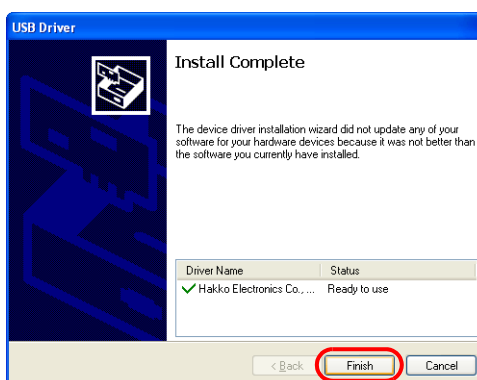 USB Driver
Install Complete
The device driver installation wizard did not update any of your
software for your hardware devices because it was not better than
the software you currently have installed.
Driver Name Status
Hakko Electronics Co., ... Ready to use
< Back Finish Cancel